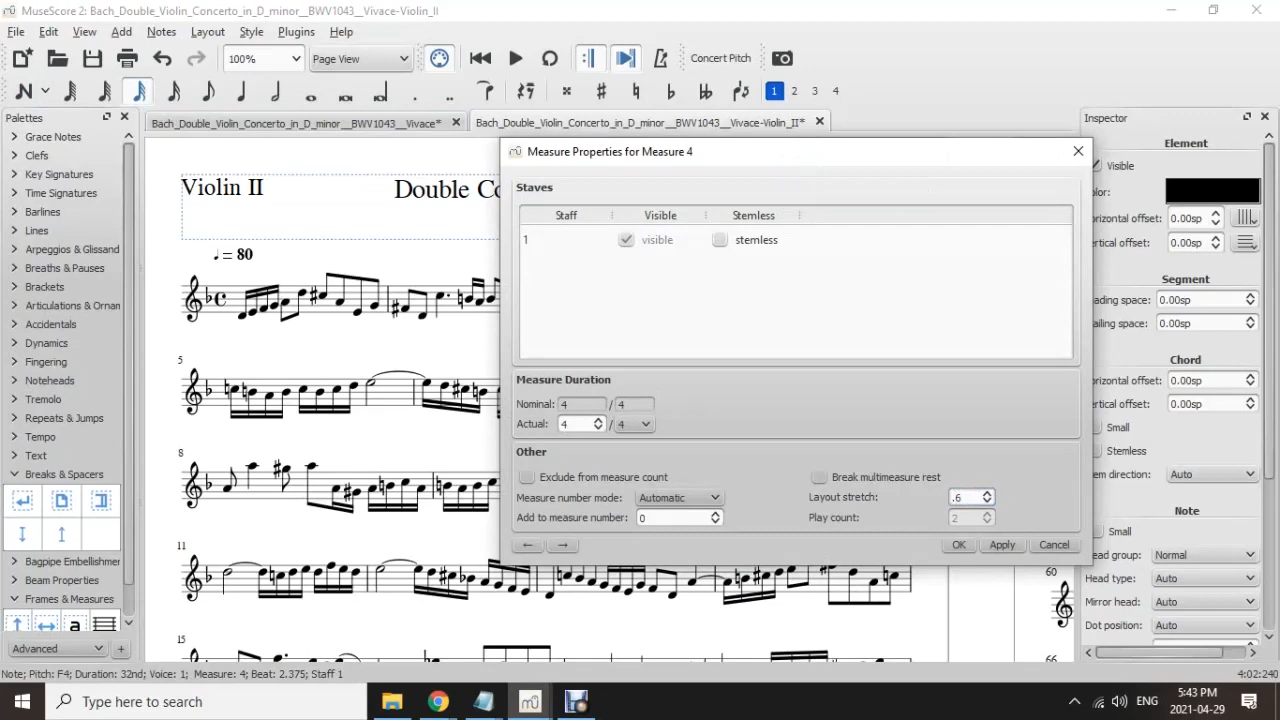 MuseScore 2: Bach_Double_Violin_Concerto_in_D_minor__BWV1043__Vivace-Violin_II
File Edit View Add Notes Layout Style Plugins Help
100% Page View Concert Pitch
1 2 3 4
Palettes
Bach_Double_Violin_Concerto_in_D_minor__BWV1043__Vivace*
Bach_Double_Violin_Concerto_in_D_minor__BWV1043__Vivace-Violin_II*
Inspector
Grace Notes
Clefs
Key Signatures
Time Signatures
Barlines
Lines
Arpeggios & Glissand
Breaths & Pauses
Brackets
Articulations & Ornan
Accidentals
Dynamics
Fingering
Noteheads
Tremolo
Repeats & Jumps
Tempo
Text
Breaks & Spacers
Bagpipe Embellishmer
Beam Properties
Frames & Measures
a
Advanced +
Violin II
Double Co
= 80
5
8
11
15
60
66
Measure Properties for Measure 4
Staves
Staff Visible Stemless
1 visible stemless
Measure Duration
Nominal: 4 / 4
Actual: 4 / 4
Other
Exclude from measure count Break multimeasure rest
Measure number mode: Automatic Layout stretch: .6
Add to measure number: 0 Play count: 2
OK Apply Cancel
Element
Visible
olor:
orizontal offset: 0.00sp
ertical offset: 0.00sp
Segment
ading space: 0.00sp
ailing space: 0.00sp
Chord
orizontal offset: 0.00sp
ertical offset: 0.00sp
Small
Stemless
em direction: Auto
Note
Small
ead group: Normal
Head type: Auto
Mirror head: Auto
Dot position: Auto
Note; Pitch: F4; Duration: 32nd; Voice: 1; Measure: 4; Beat: 2.375; Staff 1
4:02:240
Type here to search
ENG
5:43 PM
2021-04-29